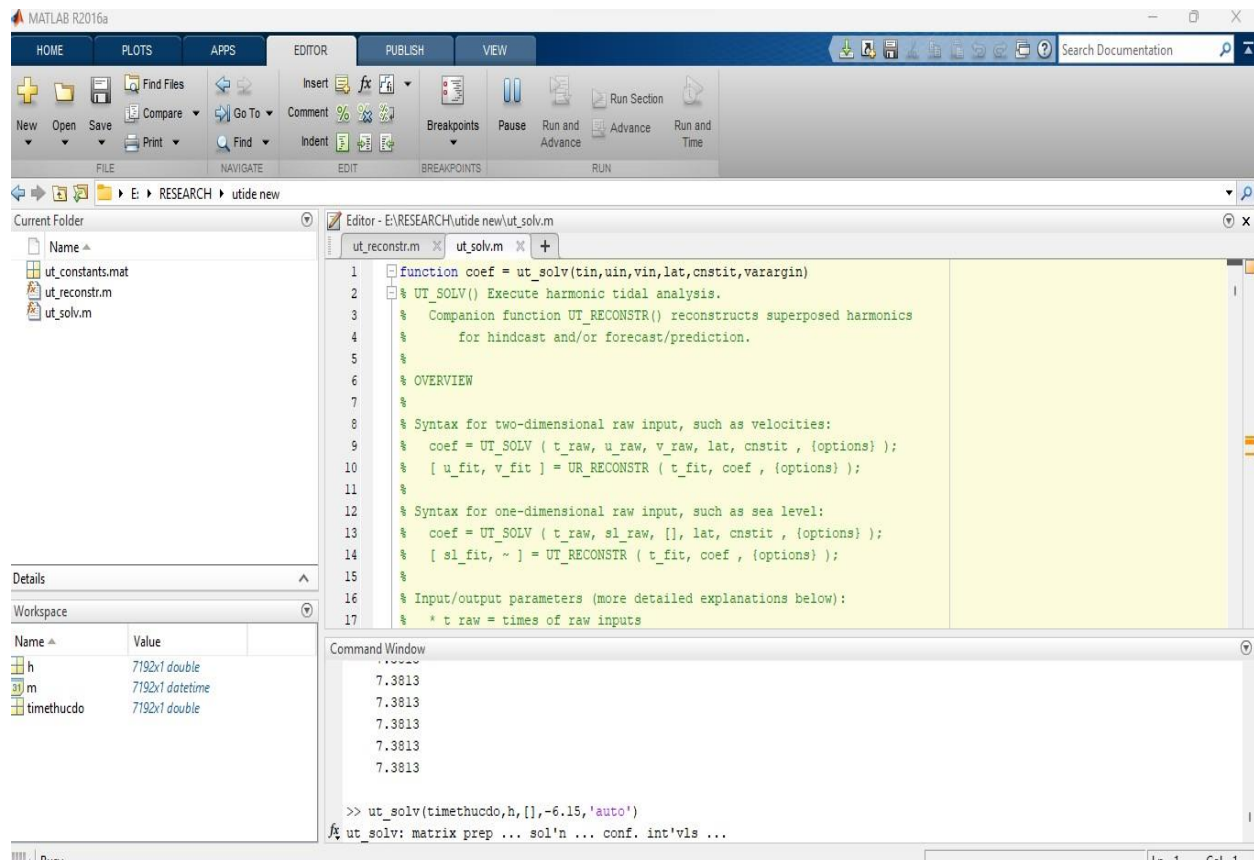 MATLAB R2016a
HOME PLOTS APPS EDITOR PUBLISH VIEW
Search Documentation
New Open Save
Find Files
Compare
Print
Go To
Find
Insert fx
Comment
Indent
Breakpoints
Pause
Run and Advance
Run Section
Advance
Run and Time
FILE NAVIGATE EDIT BREAKPOINTS RUN
E: RESEARCH utide new
Current Folder
Name
ut_constants.mat
ut_reconstr.m
ut_solv.m
Details
Workspace
Name Value
h 7192x1 double
m 7192x1 datetime
timethucdo 7192x1 double
Editor - E:\RESEARCH\utide new\ut_solv.m
ut_reconstr.m ut_solv.m +
1 function coef = ut_solv(tin,uin,vin,lat,cnstit,varargin)
2 % UT_SOLV() Execute harmonic tidal analysis.
3 % Companion function UT_RECONSTR() reconstructs superposed harmonics
4 % for hindcast and/or forecast/prediction.
5 %
6 % OVERVIEW
7 %
8 % Syntax for two-dimensional raw input, such as velocities:
9 % coef = UT_SOLV ( t_raw, u_raw, v_raw, lat, cnstit , {options} );
10 % [ u_fit, v_fit ] = UR_RECONSTR ( t_fit, coef , {options} );
11 %
12 % Syntax for one-dimensional raw input, such as sea level:
13 % coef = UT_SOLV ( t_raw, sl_raw, [], lat, cnstit , {options} );
14 % [ sl_fit, ~ ] = UT_RECONSTR ( t_fit, coef , {options} );
15 %
16 % Input/output parameters (more detailed explanations below):
17 % * t_raw = times of raw inputs
Command Window
7.3813
7.3813
7.3813
7.3813
7.3813
>> ut_solv(timethucdo,h,[],-6.15,'auto')
fx ut_solv: matrix prep ... sol'n ... conf. int'vls ...
Busy
Ln 1 Col 1